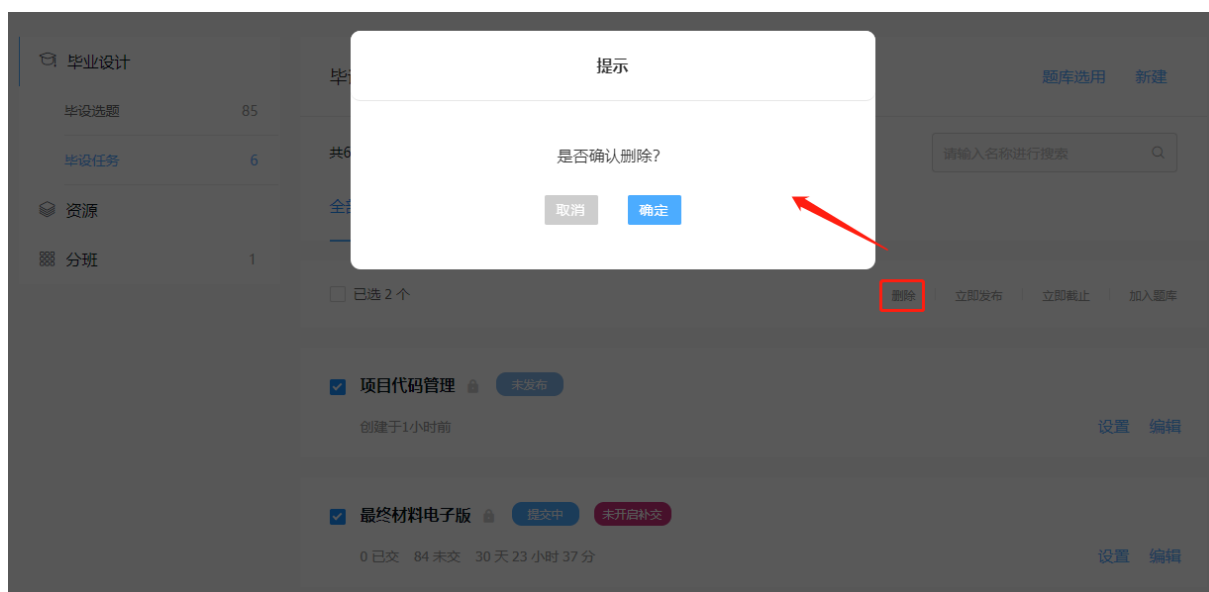 毕业设计
毕设选题 85
毕设任务 6
资源
分班 1
毕
题库选用 新建
共6
请输入名称进行搜索
全部
提示
是否确认删除?
取消 确定
已选 2 个
删除 立即发布 立即截止 加入题库
项目代码管理 未发布
创建于1小时前
设置 编辑
最终材料电子版 提交中 未开启补交
0 已交 84 未交 30 天 23 小时 37 分
设置 编辑